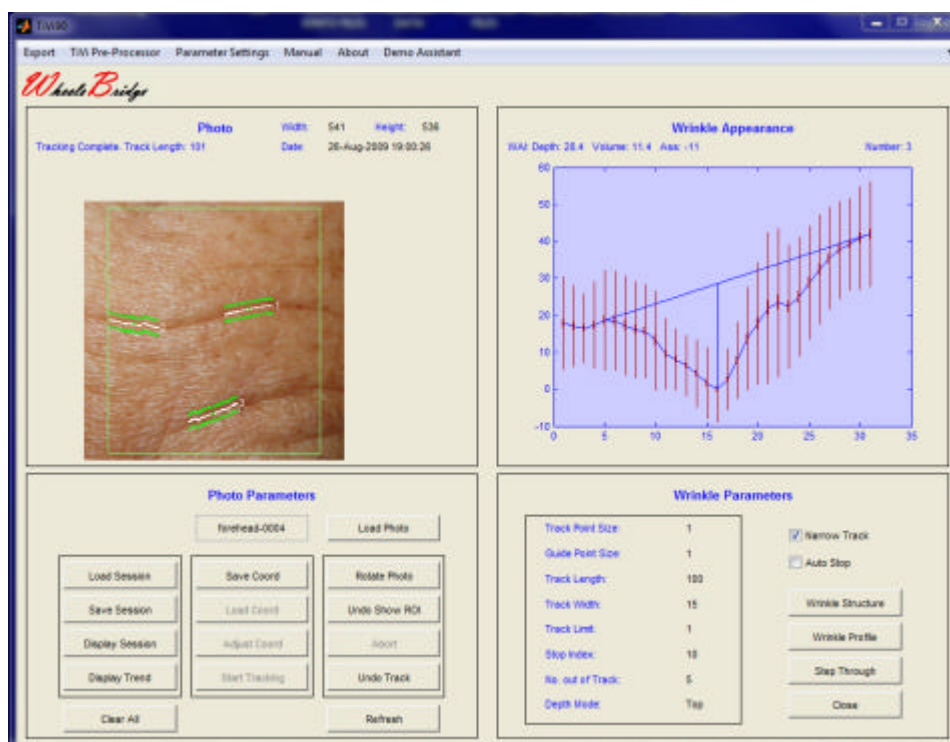 TiVi90
Export TiVi Pre-Processor Parameter Settings Manual About Demo Assistant
WheelsBridge
Photo Width: 541 Height: 536
Tracking Complete. Track Length: 101 Date: 26-Aug-2009 19:00:26
Wrinkle Appearance
WAI: Depth: 28.4 Volume: 11.4 Ass: -11 Number: 3
60
50
40
30
20
10
0
-10
0 5 10 15 20 25 30 35
Photo Parameters
forehead-0004 Load Photo
Load Session Save Coord Rotate Photo
Save Session Load Coord Undo Show ROI
Display Session Adjust Coord Abort
Display Trend Start Tracking Undo Track
Clear All Refresh
Wrinkle Parameters
Track Point Size: 1
Guide Point Size: 1
Track Length: 100
Track Width: 15
Track Limit: 1
Stop Index: 10
No. out of Track: 5
Depth Mode: Top
Narrow Track
Auto Stop
Wrinkle Structure
Wrinkle Profile
Step Through
Close